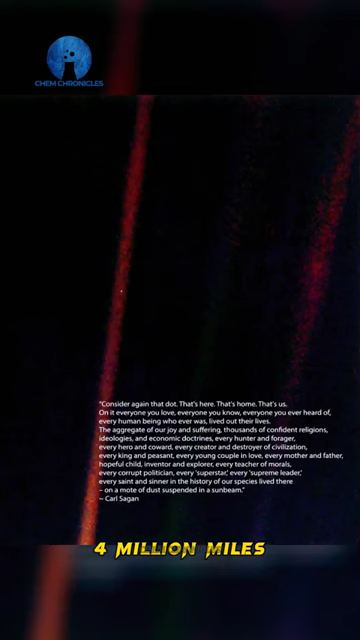 CHEM CHRONICLES
"Consider again that dot. That's here. That's home. That's us.
On it everyone you love, everyone you know, everyone you ever heard of,
every human being who ever was, lived out their lives.
The aggregate of our joy and suffering, thousands of confident religions,
ideologies, and economic doctrines, every hunter and forager,
every hero and coward, every creator and destroyer of civilization,
every king and peasant, every young couple in love, every mother and father,
hopeful child, inventor and explorer, every teacher of morals,
every corrupt politician, every 'superstar,' every 'supreme leader,'
every saint and sinner in the history of our species lived there
– on a mote of dust suspended in a sunbeam."
~ Carl Sagan
4 MILLION MILES